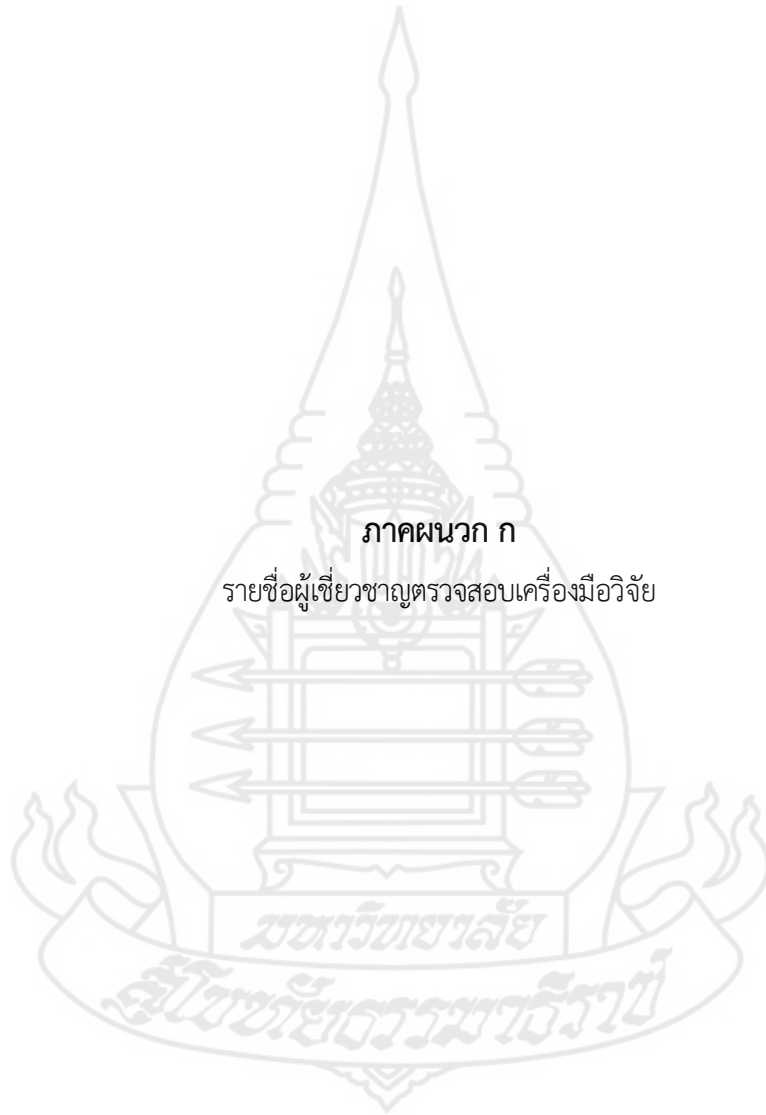 ภาคผนวก ก
รายชื่อผู้เชี่ยวชาญตรวจสอบเครื่องมือวิจัย
มหาวิทยาลัย
สุโขทัยธรรมาธิราช